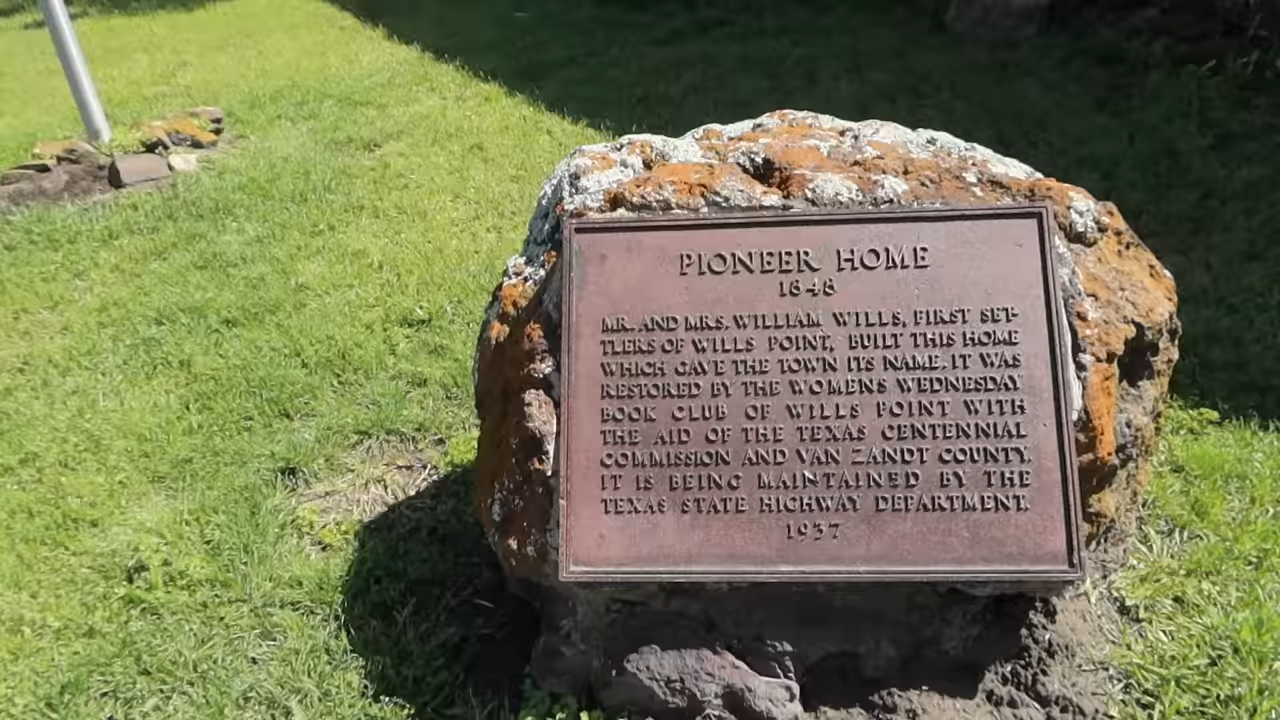 PIONEER HOME
1848
MR. AND MRS. WILLIAM WILLS, FIRST SET-
TLERS OF WILLS POINT, BUILT THIS HOME
WHICH GAVE THE TOWN ITS NAME. IT WAS
RESTORED BY THE WOMENS WEDNESDAY
BOOK CLUB OF WILLS POINT WITH
THE AID OF THE TEXAS CENTENNIAL
COMMISSION AND VAN ZANDT COUNTY.
IT IS BEING MAINTAINED BY THE
TEXAS STATE HIGHWAY DEPARTMENT.
1937